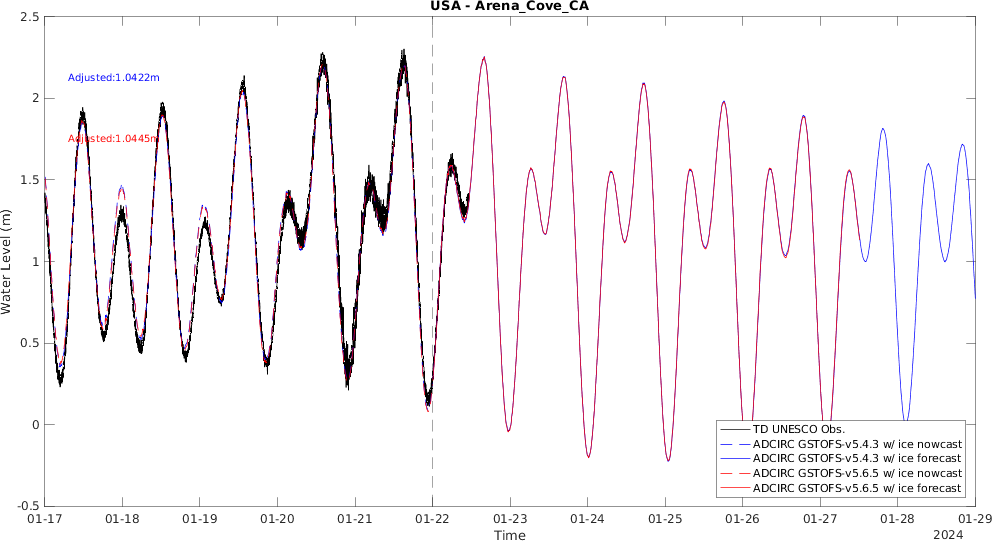 USA - Arena_Cove_CA
2.5
2
1.5
1
0.5
0
-0.5
Water Level (m)
Adjusted:1.0422m
Adjusted:1.0445m
TD UNESCO Obs.
ADCIRC GSTOFS-v5.4.3 w/ ice nowcast
ADCIRC GSTOFS-v5.4.3 w/ ice forecast
ADCIRC GSTOFS-v5.6.5 w/ ice nowcast
ADCIRC GSTOFS-v5.6.5 w/ ice forecast
01-17 01-18 01-19 01-20 01-21 01-22 01-23 01-24 01-25 01-26 01-27 01-28 01-29
Time
2024